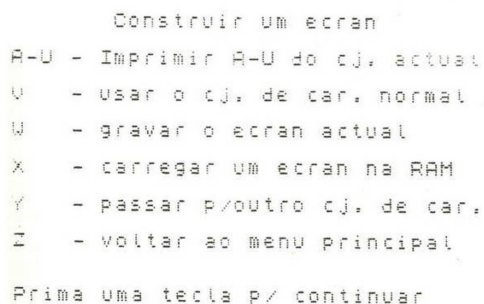 Construir um ecran
A-U - Imprimir A-U do cj. actual
V - usar o cj. de car. normal
W - gravar o ecran actual
X - carregar um ecran na RAM
Y - passar p/outro cj. de car.
Z - voltar ao menu principal
Prima uma tecla p/ continuar